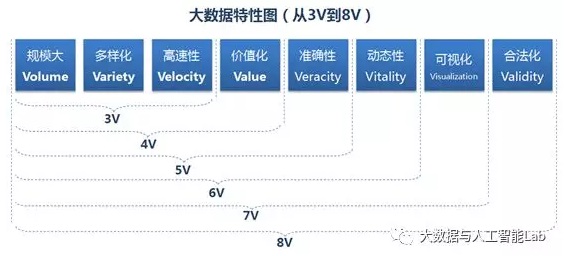 大数据特性图（从3V到8V）
规模大
Volume
多样化
Variety
高速性
Velocity
价值化
Value
准确性
Veracity
动态性
Vitality
可视化
Visualization
合法化
Validity
3V
4V
5V
6V
7V
8V
大数据与人工智能Lab